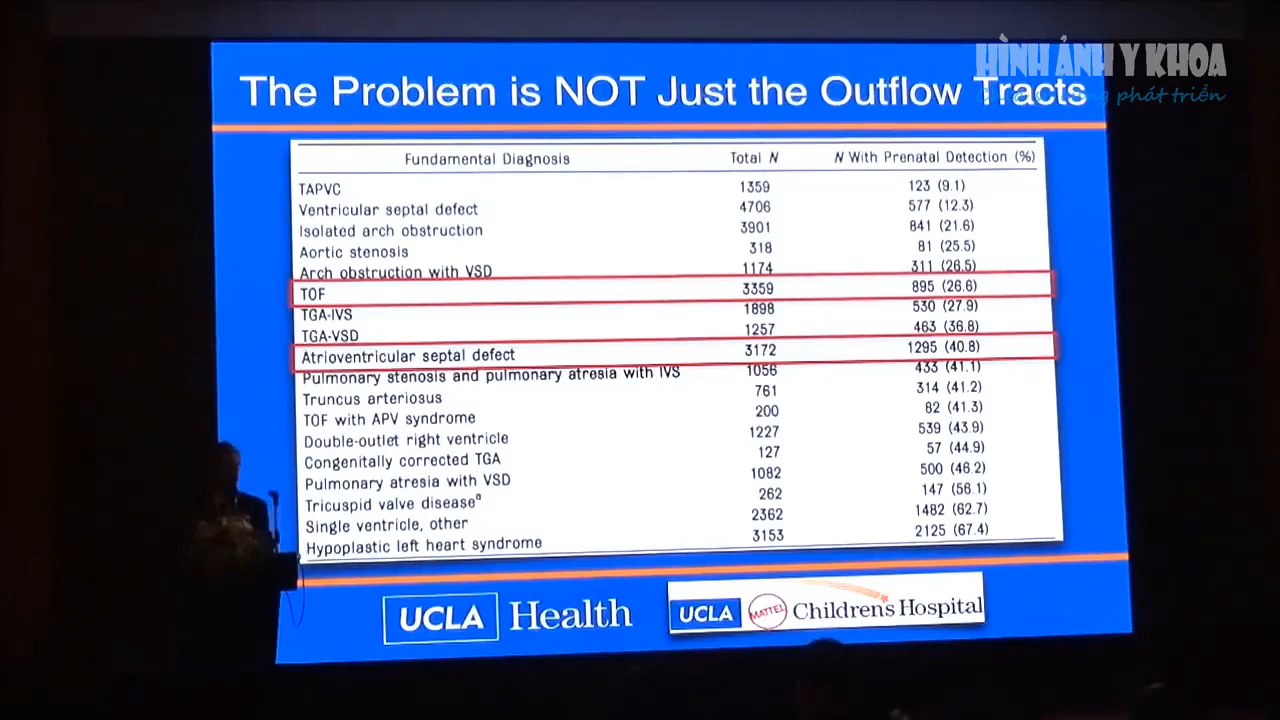 HÌNH ẢNH Y KHOA
phát triển
The Problem is NOT Just the Outflow Tracts
Fundamental Diagnosis Total N N With Prenatal Detection (%)
TAPVC 1359 123 (9.1)
Ventricular septal defect 4706 577 (12.3)
Isolated arch obstruction 3901 841 (21.6)
Aortic stenosis 318 81 (25.5)
Arch obstruction with VSD 1174 311 (26.5)
TOF 3359 895 (26.6)
TGA-IVS 1898 530 (27.9)
TGA-VSD 1257 463 (36.8)
Atrioventricular septal defect 3172 1295 (40.8)
Pulmonary stenosis and pulmonary atresia with IVS 1056 433 (41.1)
Truncus arteriosus 761 314 (41.2)
TOF with APV syndrome 200 82 (41.3)
Double-outlet right ventricle 1227 539 (43.9)
Congenitally corrected TGA 127 57 (44.9)
Pulmonary atresia with VSD 1082 500 (46.2)
Tricuspid valve diseaseª 262 147 (56.1)
Single ventricle, other 2362 1482 (62.7)
Hypoplastic left heart syndrome 3153 2125 (67.4)
UCLA Health
UCLA MATTEL Children's Hospital